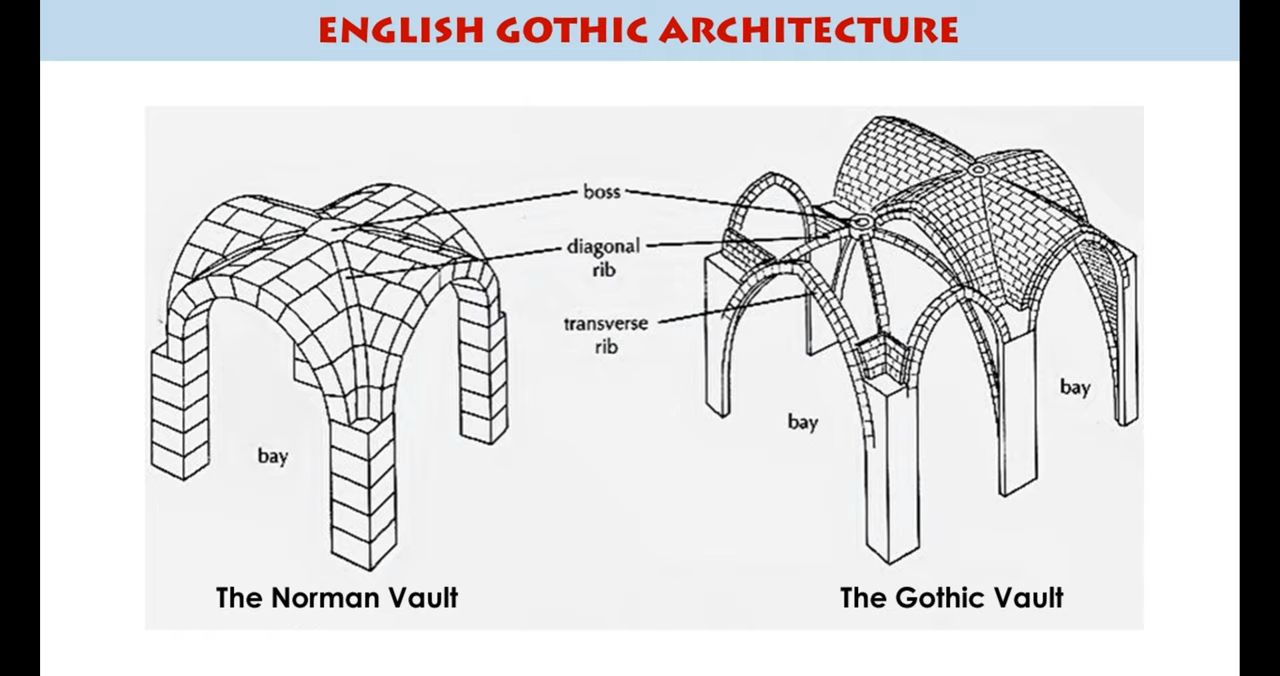 ENGLISH GOTHIC ARCHITECTURE
boss
diagonal
rib
transverse
rib
bay
bay
bay
The Norman Vault
The Gothic Vault